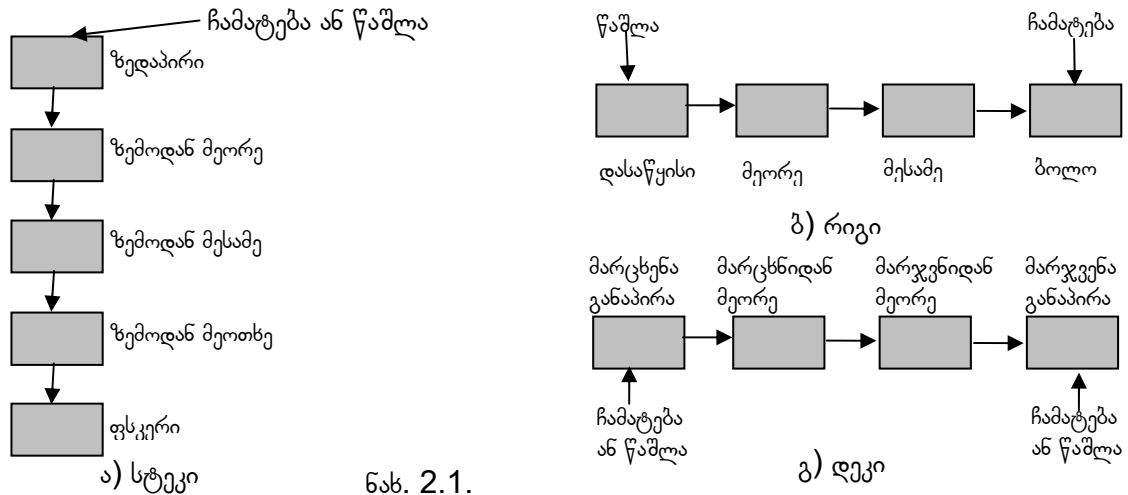 ჩამატება ან წაშლა
ზედაპირი
ზემოდან მეორე
ზემოდან მესამე
ზემოდან მეოთხე
ფსკერი
ა) სტეკი
ნახ. 2.1.
წაშლა
ჩამატება
დასაწყისი
მეორე
მესამე
ბოლო
ბ) რიგი
მარცხენა განაპირა
მარცხნიდან მეორე
მარჯვნიდან მეორე
მარჯვენა განაპირა
ჩამატება
ან წაშლა
ჩამატება
ან წაშლა
გ) დეკი